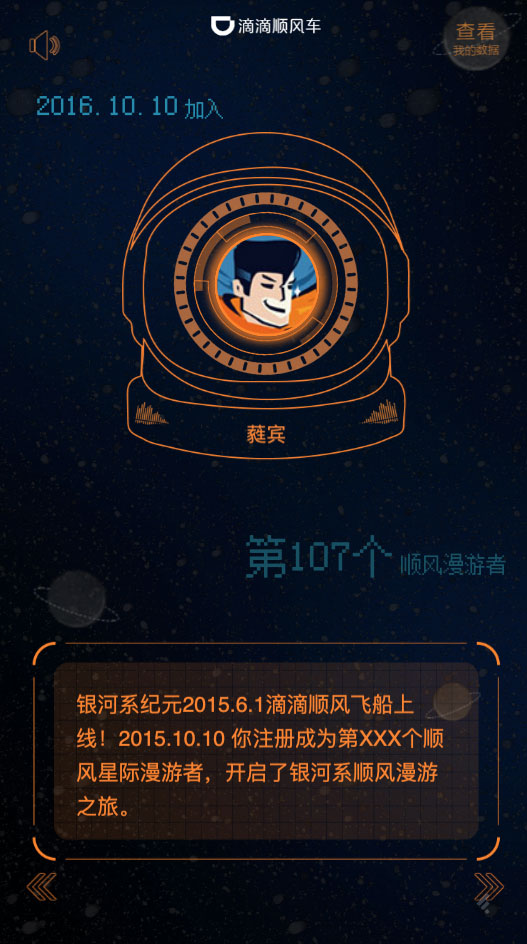 滴滴顺风车
查看
我的数据
2016.10.10 加入
蕤宾
第107个 顺风漫游者
银河系纪元2015.6.1滴滴顺风飞船上
线！2015.10.10 你注册成为第XXX个顺
风星际漫游者，开启了银河系顺风漫游
之旅。